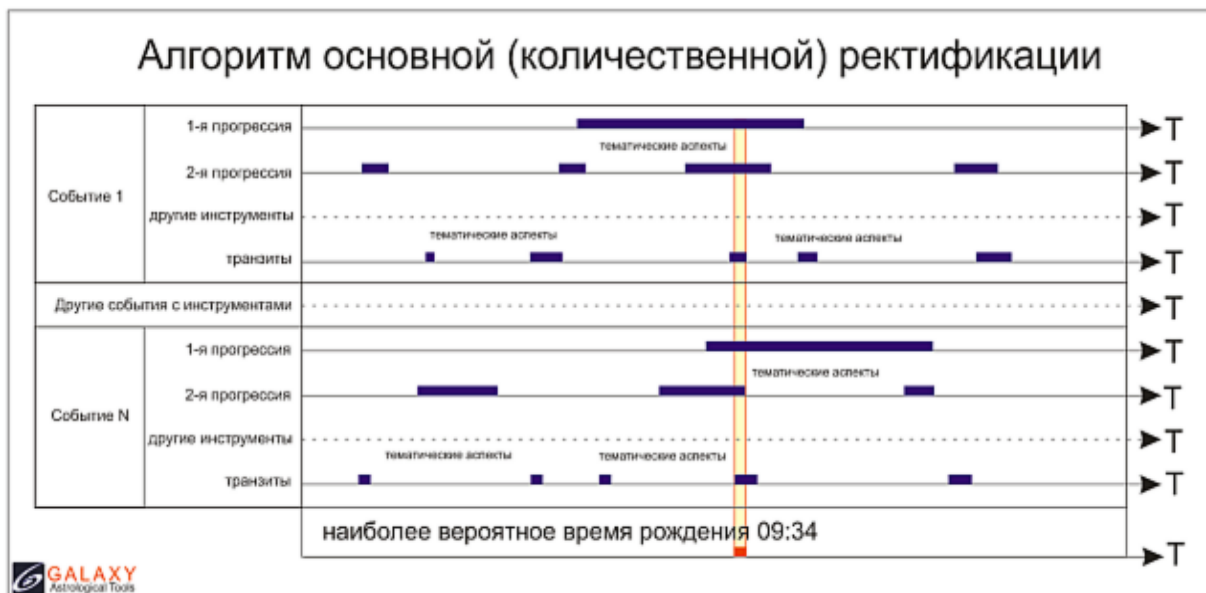 Алгоритм основной (количественной) ректификации
1-я прогрессия
T
тематические аспекты
2-я прогрессия
T
Событие 1
другие инструменты
T
тематические аспекты
тематические аспекты
транзиты
T
Другие события с инструментами
T
1-я прогрессия
T
тематические аспекты
2-я прогрессия
T
Событие N
другие инструменты
T
тематические аспекты
тематические аспекты
транзиты
T
наиболее вероятное время рождения 09:34
T
GALAXY
Astrological Tools